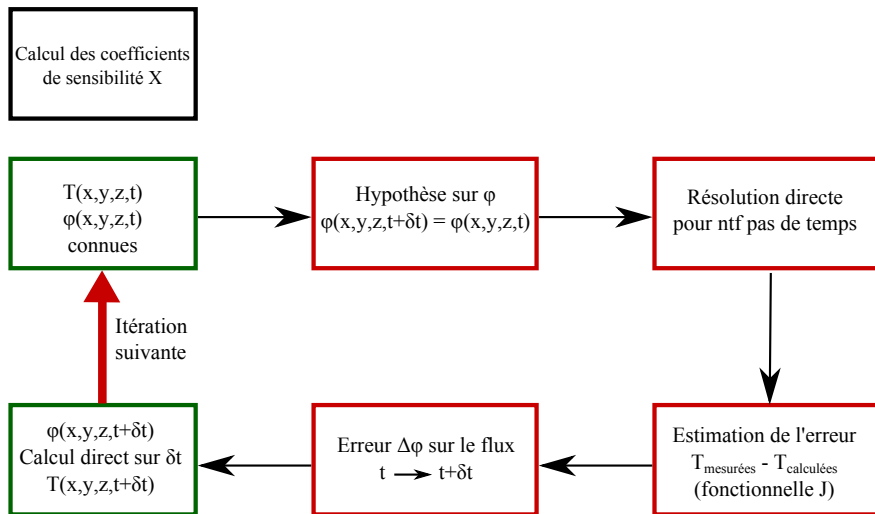 Calcul des coefficients
de sensibilité X
T(x,y,z,t)
φ(x,y,z,t)
connues
Hypothèse sur φ
φ(x,y,z,t+δt) = φ(x,y,z,t)
Résolution directe
pour ntf pas de temps
Itération
suivante
φ(x,y,z,t+δt)
Calcul direct sur δt
T(x,y,z,t+δt)
Erreur Δφ sur le flux
t → t+δt
Estimation de l'erreur
Tmesurées - Tcalculées
(fonctionnelle J)